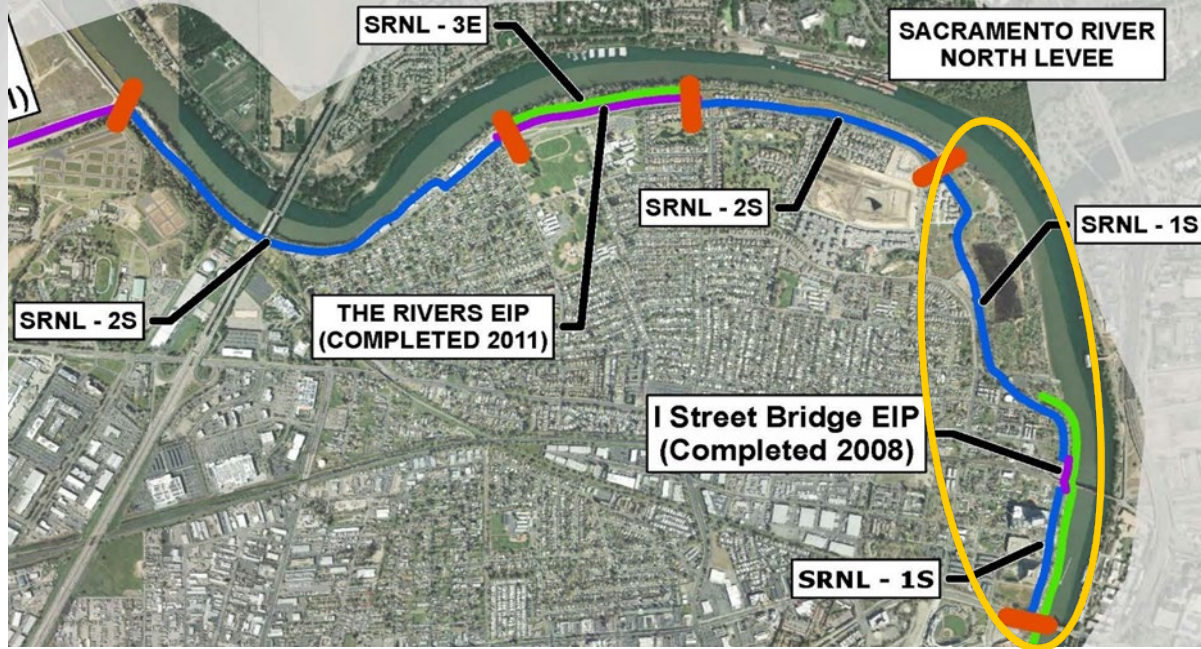 SRNL - 3E
SACRAMENTO RIVER
NORTH LEVEE
SRNL - 2S
SRNL - 1S
SRNL - 2S
THE RIVERS EIP
(COMPLETED 2011)
I Street Bridge EIP
(Completed 2008)
SRNL - 1S